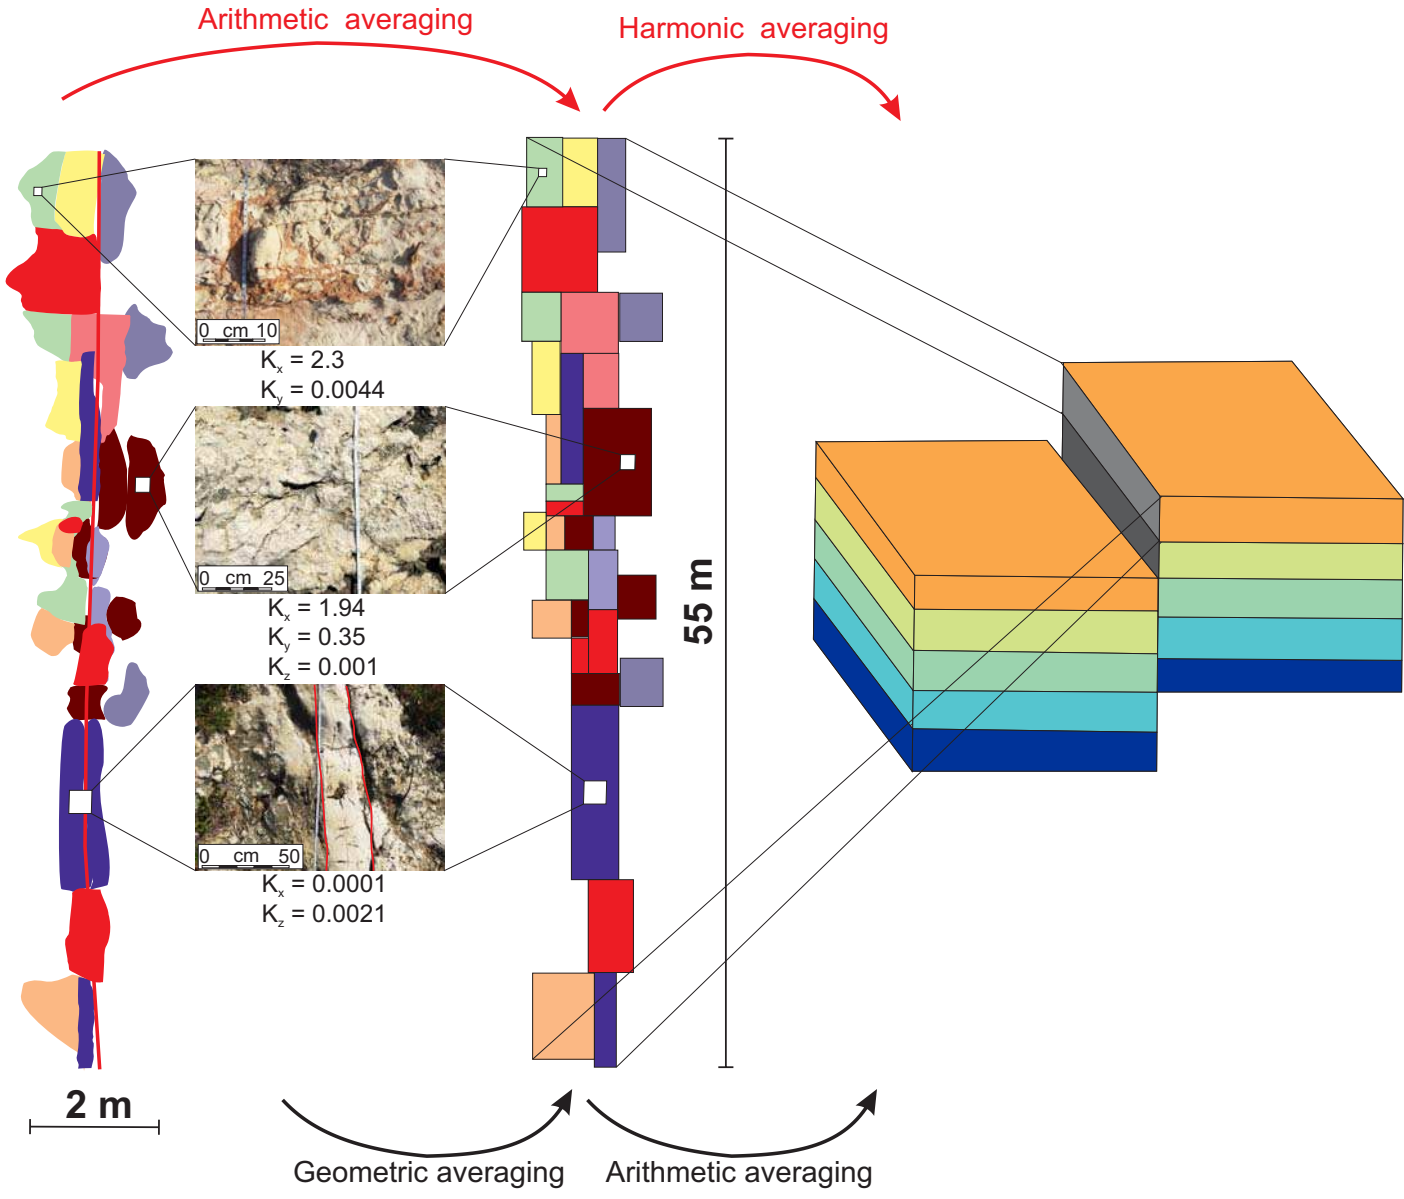 Arithmetic averaging
Harmonic averaging
0 cm 10
Kx = 2.3
Ky = 0.0044
0 cm 25
Kx = 1.94
Ky = 0.35
Kz = 0.001
0 cm 50
Kx = 0.0001
Kz = 0.0021
55 m
2 m
Geometric averaging
Arithmetic averaging